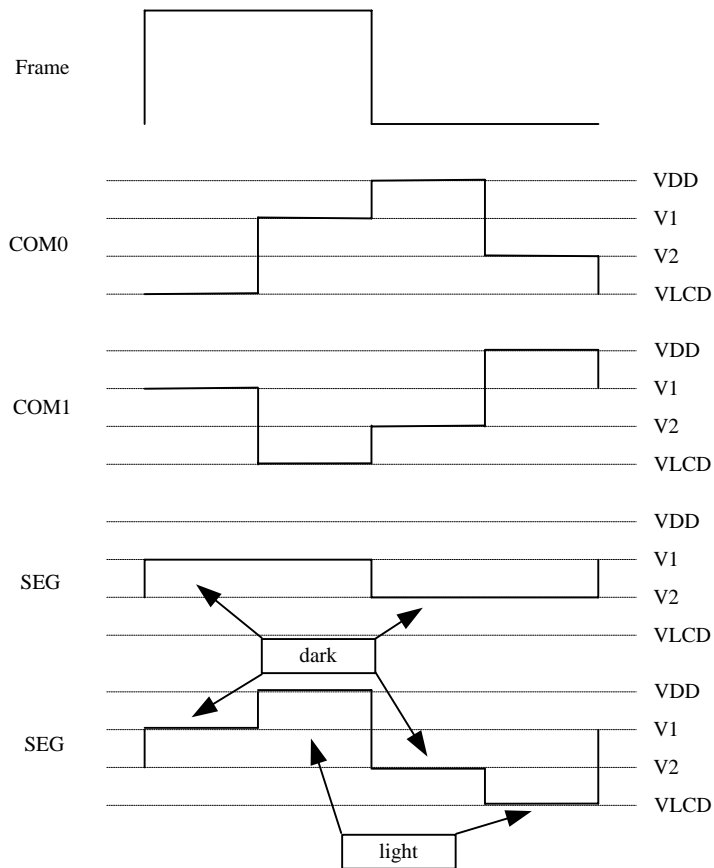 Frame
VDD
V1
COM0
V2
VLCD
VDD
V1
COM1
V2
VLCD
VDD
V1
SEG
V2
VLCD
dark
VDD
V1
SEG
V2
VLCD
light